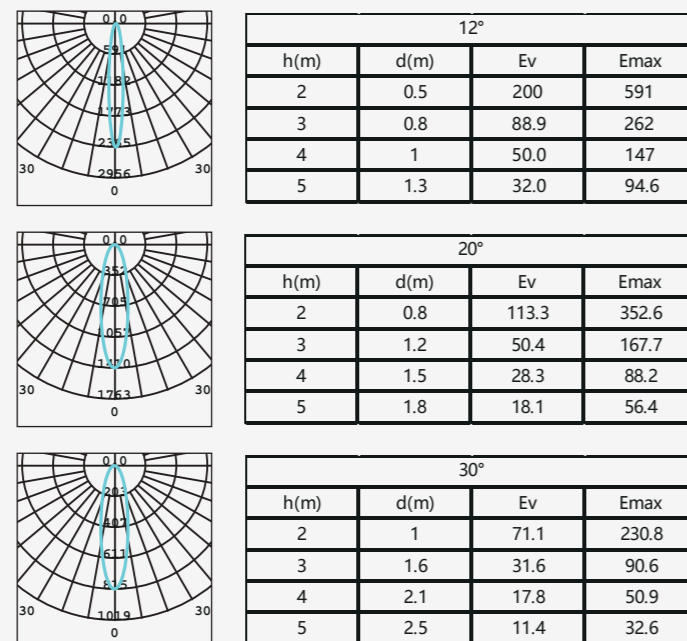 0 0
591
1182
1773
2365
2956
30 30
0
12°
h(m) d(m) Ev Emax
2 0.5 200 591
3 0.8 88.9 262
4 1 50.0 147
5 1.3 32.0 94.6
0 0
352
705
1057
1410
1763
30 30
0
20°
h(m) d(m) Ev Emax
2 0.8 113.3 352.6
3 1.2 50.4 167.7
4 1.5 28.3 88.2
5 1.8 18.1 56.4
0 0
203
407
611
815
1019
30 30
0
30°
h(m) d(m) Ev Emax
2 1 71.1 230.8
3 1.6 31.6 90.6
4 2.1 17.8 50.9
5 2.5 11.4 32.6